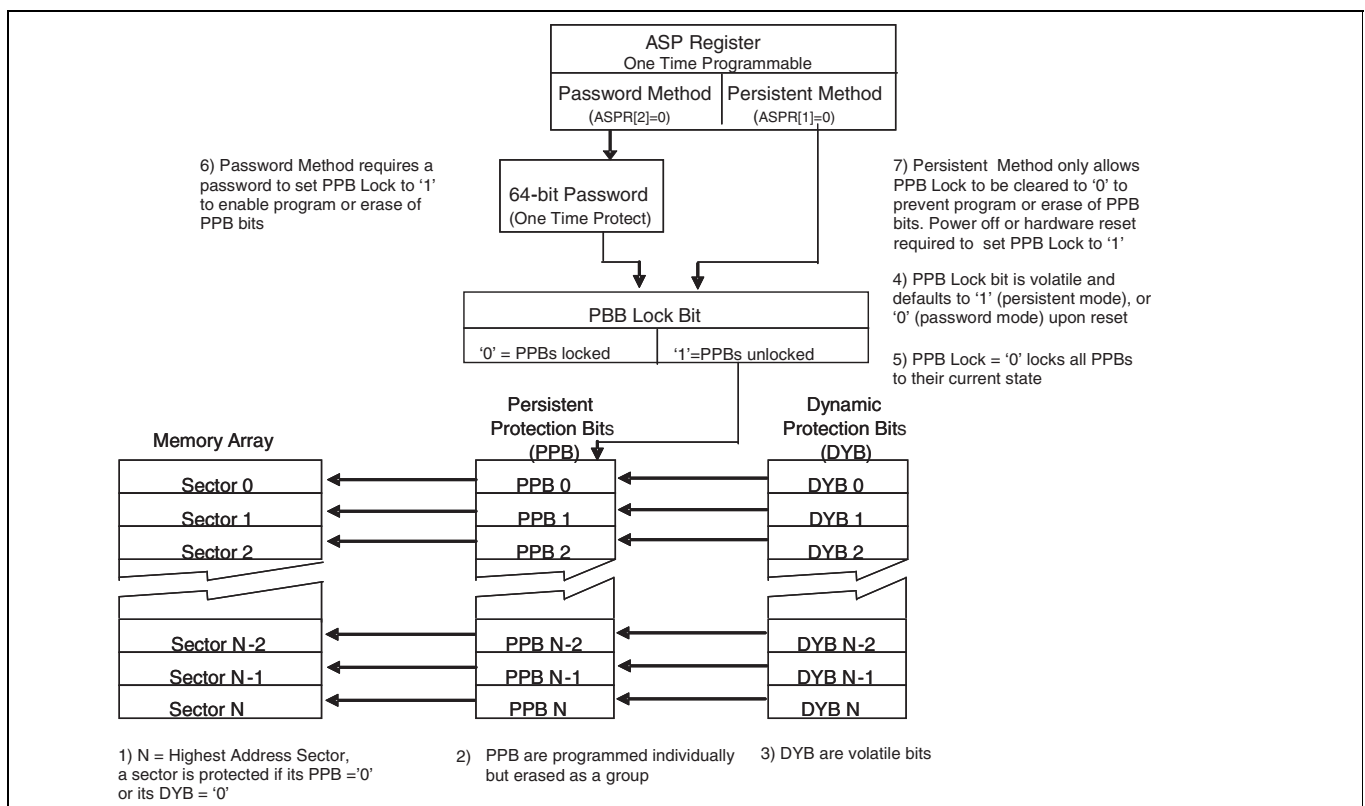 ASP Register
One Time Programmable
Password Method
(ASPR[2]=0)
Persistent Method
(ASPR[1]=0)
6) Password Method requires a
password to set PPB Lock to ‘1’
to enable program or erase of
PPB bits
64-bit Password
(One Time Protect)
7) Persistent Method only allows
PPB Lock to be cleared to ‘0’ to
prevent program or erase of PPB
bits. Power off or hardware reset
required to set PPB Lock to ‘1’
4) PPB Lock bit is volatile and
defaults to ‘1’ (persistent mode), or
‘0’ (password mode) upon reset
PBB Lock Bit
‘0’ = PPBs locked
‘1’=PPBs unlocked
5) PPB Lock = ‘0’ locks all PPBs
to their current state
Memory Array
Persistent
Protection Bits
(PPB)
Dynamic
Protection Bits
(DYB)
Sector 0
PPB 0
DYB 0
Sector 1
PPB 1
DYB 1
Sector 2
PPB 2
DYB 2
Sector N-2
PPB N-2
DYB N-2
Sector N-1
PPB N-1
DYB N-1
Sector N
PPB N
DYB N
1) N = Highest Address Sector,
a sector is protected if its PPB =‘0’
or its DYB = ‘0’
2) PPB are programmed individually
but erased as a group
3) DYB are volatile bits